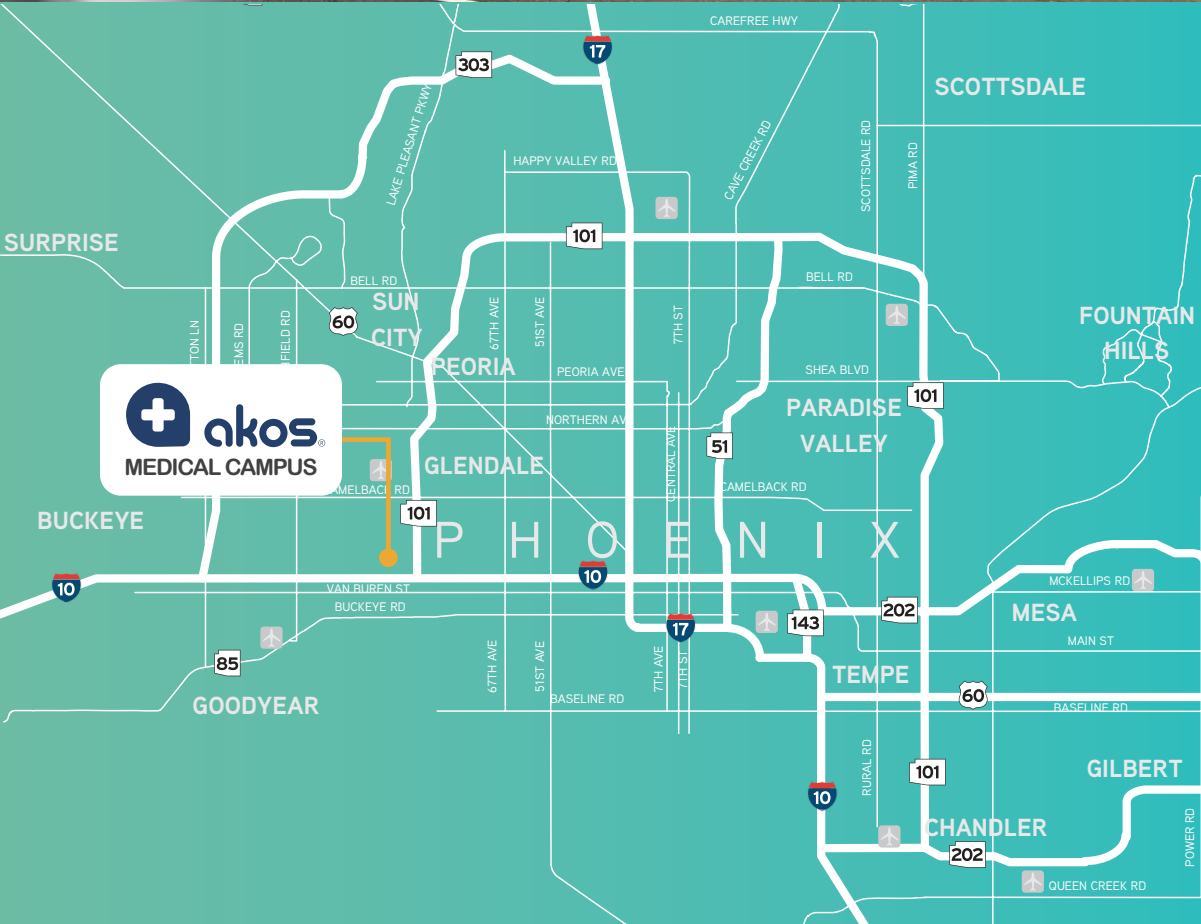 CAREFREE HWY
17
303
SCOTTSDALE
LAKE PLEASANT PKWY
CAVE CREEK RD
SCOTTSDALE RD
PIMA RD
HAPPY VALLEY RD
101
SURPRISE
BELL RD
BELL RD
SUN
CITY
60
67TH AVE
51ST AVE
7TH ST
FOUNTAIN
HILLS
PEORIA
PEORIA AVE
SHEA BLVD
101
PARADISE
VALLEY
NORTHERN AV
akos®
MEDICAL CAMPUS
51
CENTRAL AVE
GLENDALE
CAMELBACK RD
101
BUCKEYE
PHOENIX
10
10
VAN BUREN ST
BUCKEYE RD
MCKELLIPS RD
202
MESA
143
17
MAIN ST
85
67TH AVE
51ST AVE
7TH AVE
7TH ST
TEMPE
GOODYEAR
BASELINE RD
60
BASELINE RD
RURAL RD
101
GILBERT
10
CHANDLER
202
POWER RD
QUEEN CREEK RD